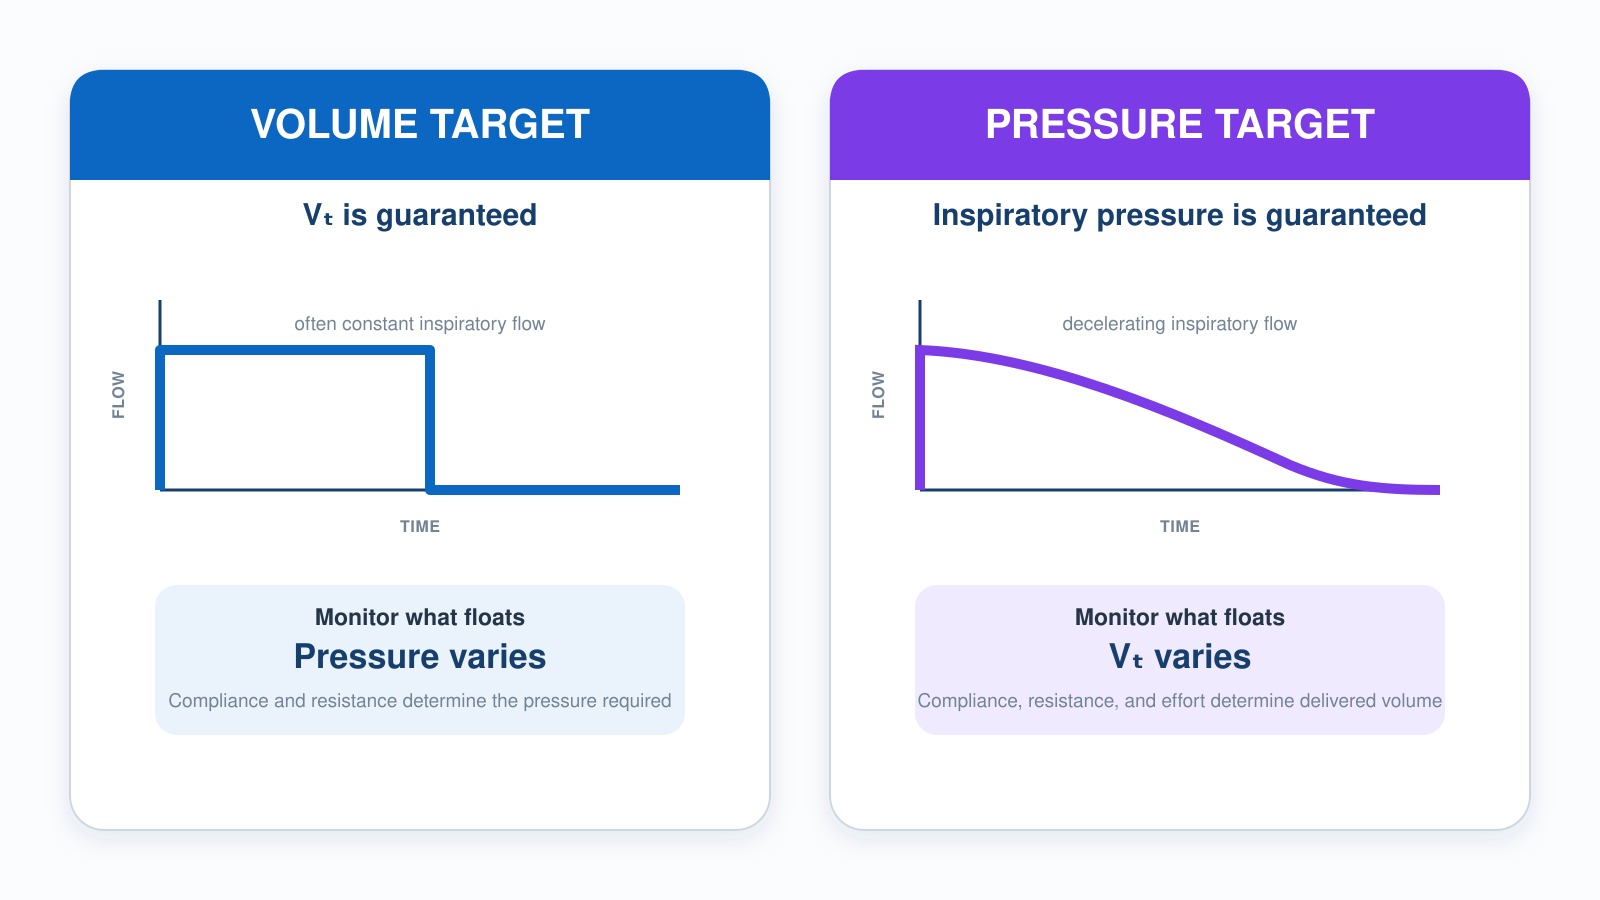 VOLUME TARGET
Vₜ is guaranteed
often constant inspiratory flow
FLOW
TIME
Monitor what floats
Pressure varies
Compliance and resistance determine the pressure required
PRESSURE TARGET
Inspiratory pressure is guaranteed
decelerating inspiratory flow
FLOW
TIME
Monitor what floats
Vₜ varies
Compliance, resistance, and effort determine delivered volume